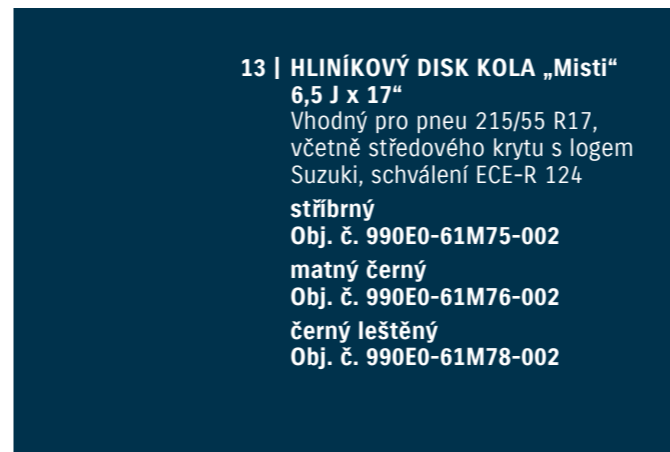 13 | HLINÍKOVÝ DISK KOLA „Misti“
6,5 J x 17“
Vhodný pro pneu 215/55 R17,
včetně středového krytu s logem
Suzuki, schválení ECE-R 124
stříbrný
Obj. č. 990E0-61M75-002
matný černý
Obj. č. 990E0-61M76-002
černý leštěný
Obj. č. 990E0-61M78-002